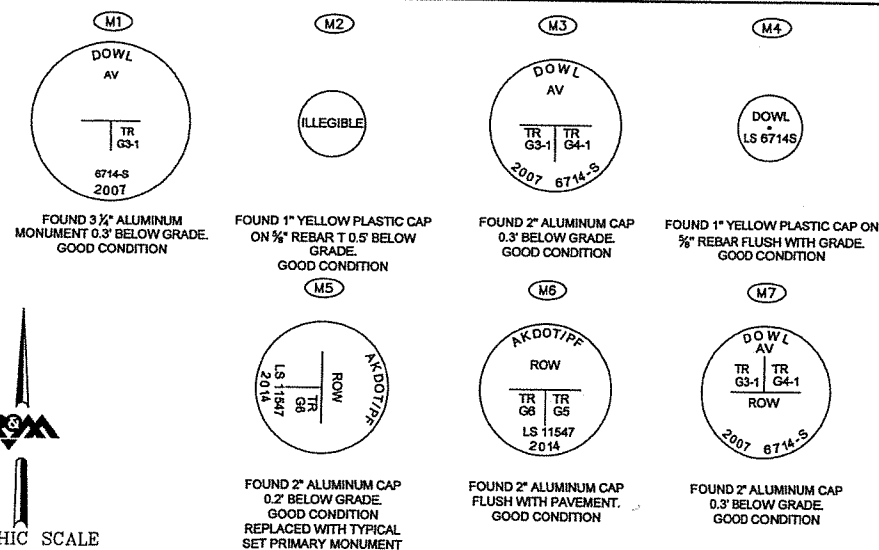 M1
DOWL
AV
TR
G3-1
6714-S
2007
FOUND 3 ¼" ALUMINUM
MONUMENT 0.3' BELOW GRADE.
GOOD CONDITION
M2
ILLEGIBLE
FOUND 1" YELLOW PLASTIC CAP
ON ⅝" REBAR T 0.5' BELOW
GRADE.
GOOD CONDITION
M3
DOWL
AV
TR TR
G3-1 G4-1
2007 6714-S
FOUND 2" ALUMINUM CAP
0.3' BELOW GRADE.
GOOD CONDITION
M4
DOWL
LS 6714S
FOUND 1" YELLOW PLASTIC CAP ON
⅝" REBAR FLUSH WITH GRADE.
GOOD CONDITION
M5
AKDOT/PF
ROW
TR
G6
LS 11547
2014
FOUND 2" ALUMINUM CAP
0.2' BELOW GRADE.
GOOD CONDITION
REPLACED WITH TYPICAL
SET PRIMARY MONUMENT
M6
AKDOT/PF
ROW
TR TR
G6 G5
LS 11547
2014
FOUND 2" ALUMINUM CAP
FLUSH WITH PAVEMENT.
GOOD CONDITION
M7
DOWL
AV
TR TR
G3-1 G4-1
ROW
2007 6714-S
FOUND 2" ALUMINUM CAP
0.3' BELOW GRADE.
GOOD CONDITION
HIC SCALE